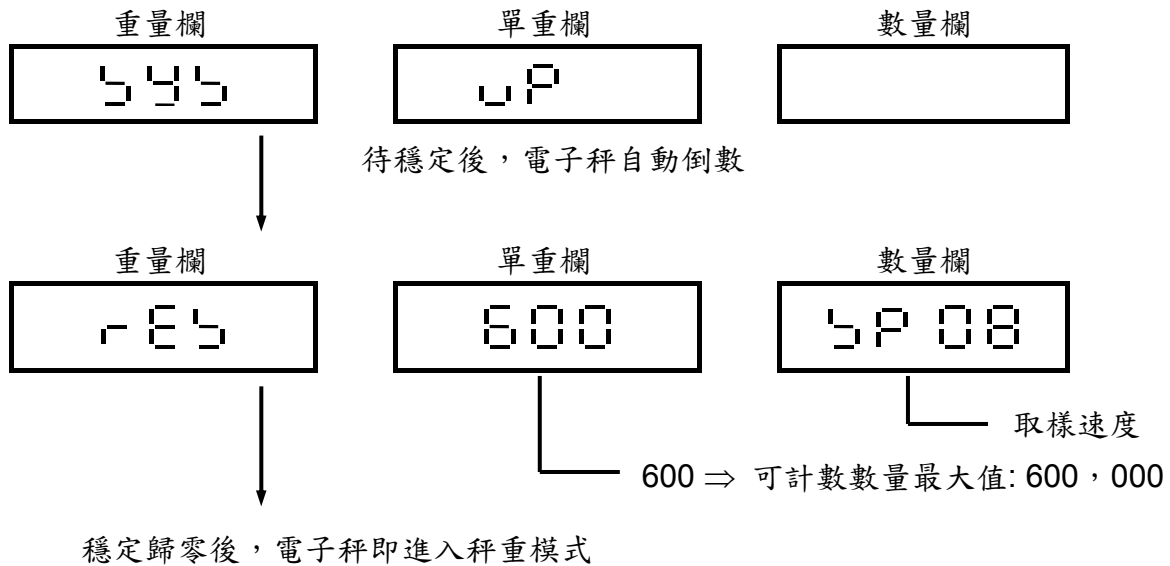 重量欄 單重欄 數量欄
SYS uP
待穩定後，電子秤自動倒數
重量欄 單重欄 數量欄
rES 600 SP 08
取樣速度
600 ⇒ 可計數數量最大值: 600，000
穩定歸零後，電子秤即進入秤重模式